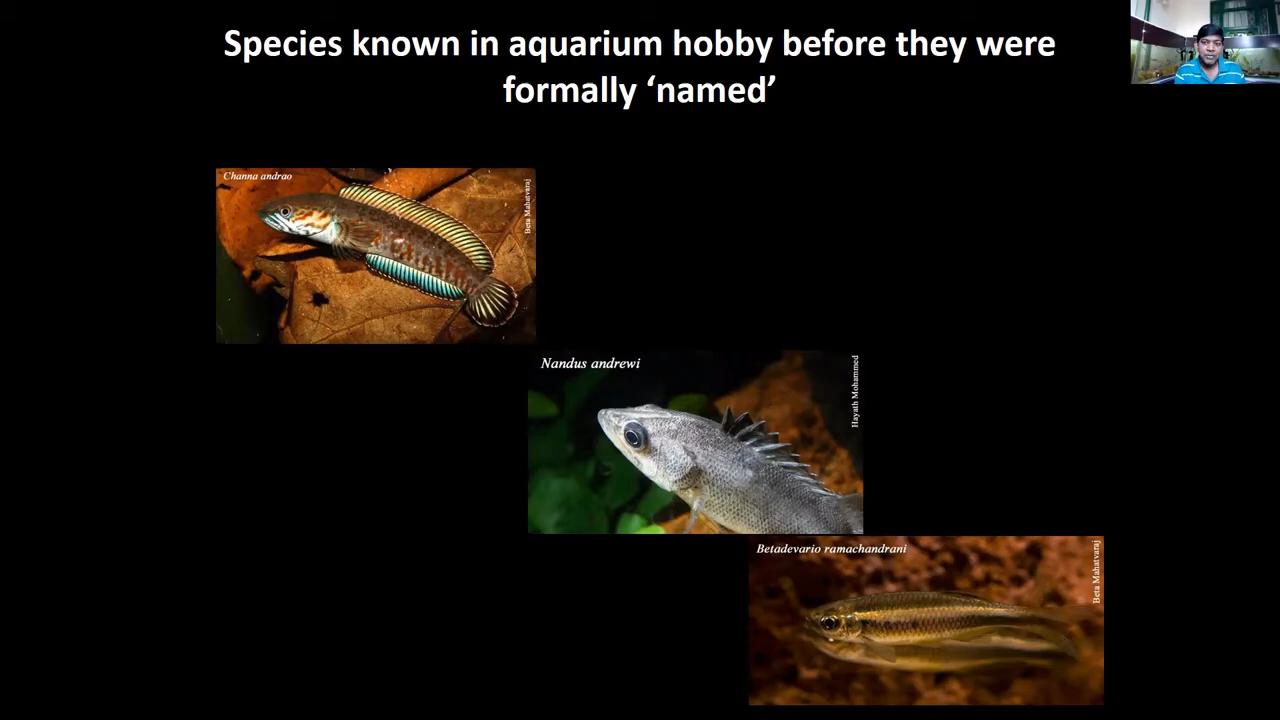 Species known in aquarium hobby before they were
formally ‘named’
Channa andrao
Beta Mahatvaraj
Nandus andrewi
Hayath Mohammed
Betadevario ramachandrani
Beta Mahatvaraj